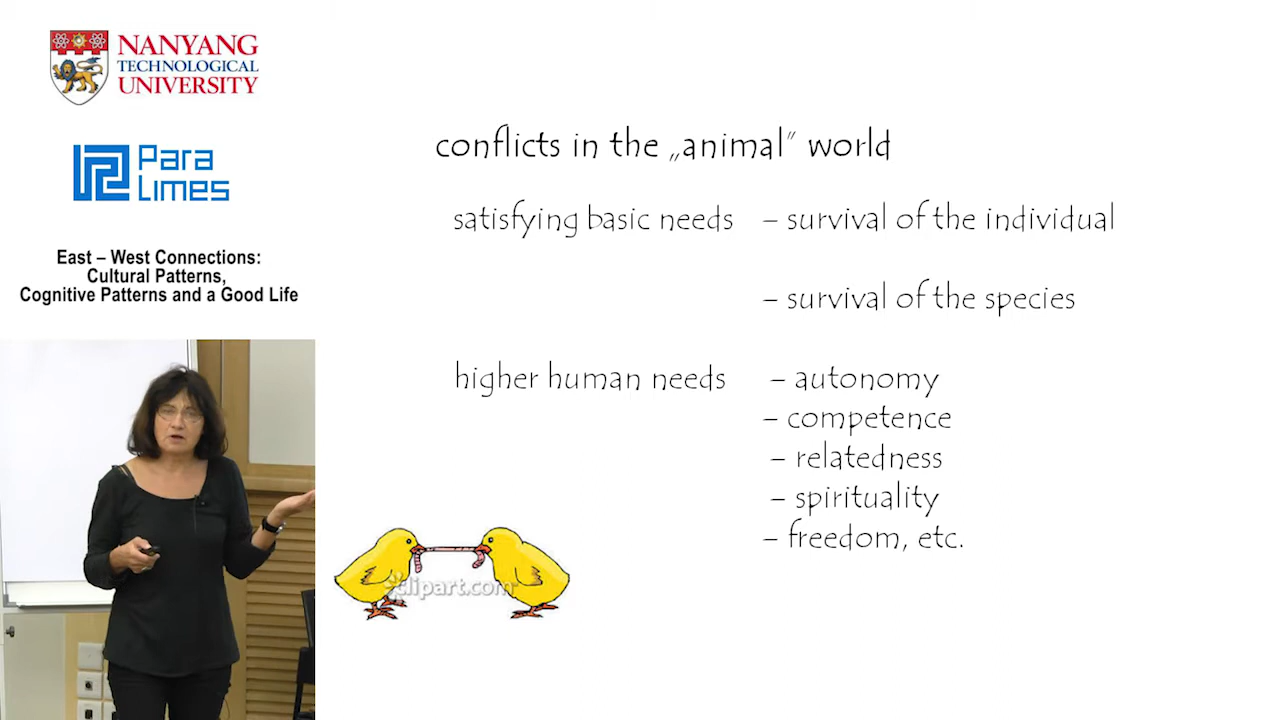 NANYANG
TECHNOLOGICAL
UNIVERSITY
Para
Limes
East – West Connections:
Cultural Patterns,
Cognitive Patterns and a Good Life
conflicts in the „animal” world
satisfying basic needs – survival of the individual
– survival of the species
higher human needs – autonomy
– competence
– relatedness
– spirituality
– freedom, etc.
clipart.com